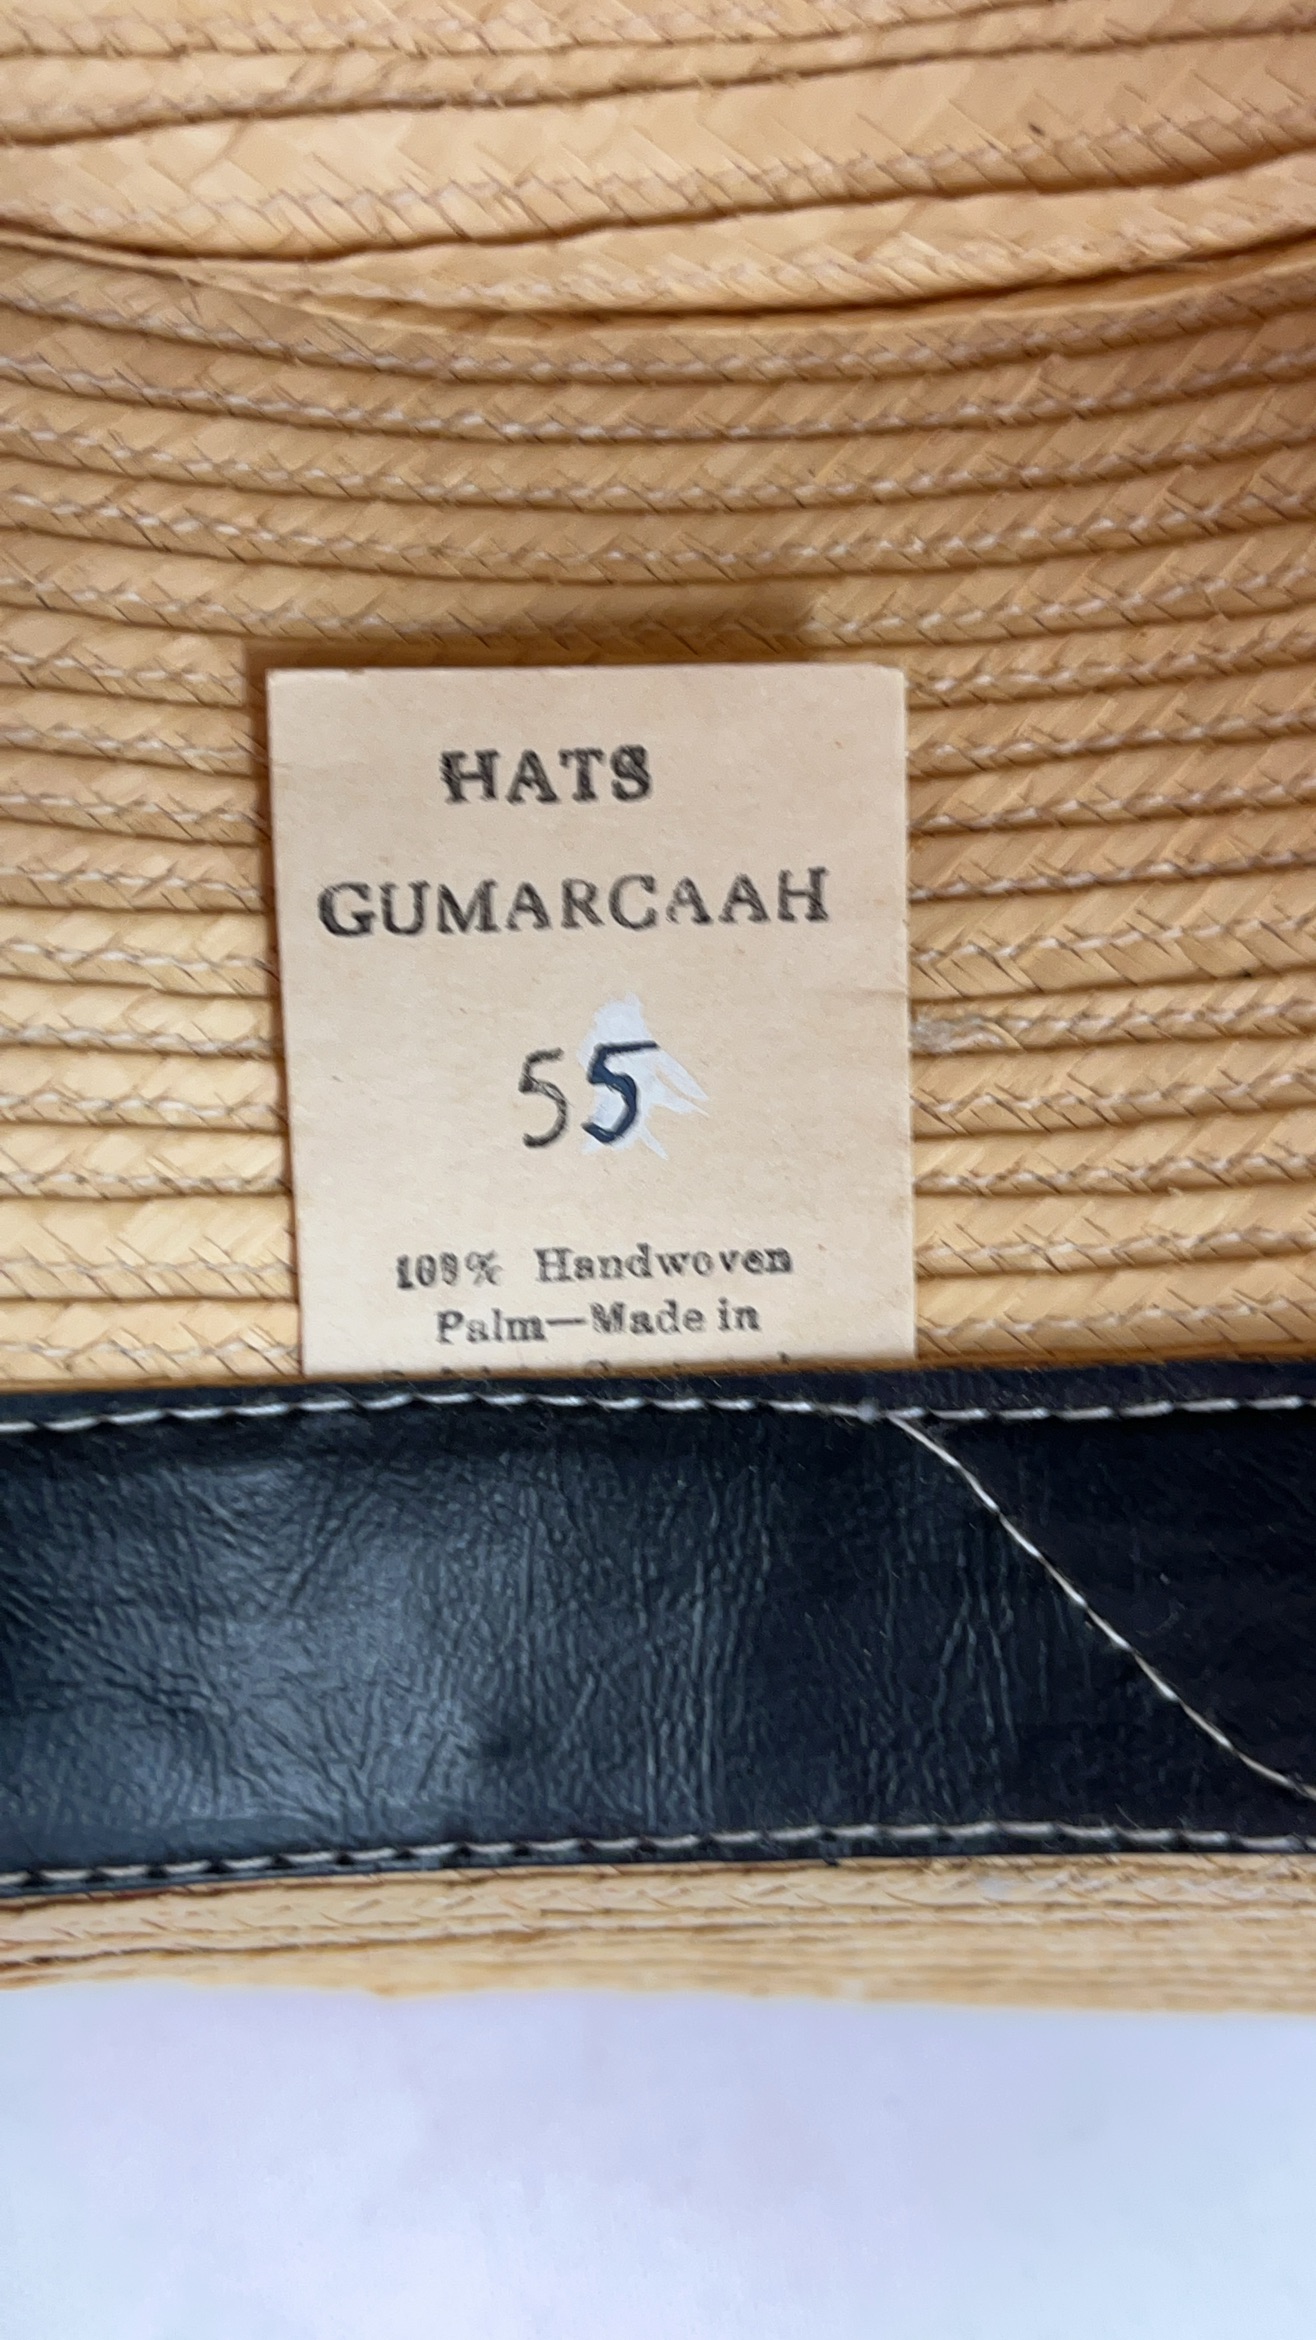 HATS
GUMARCAAH
55
100% Handwoven
Palm—Made in